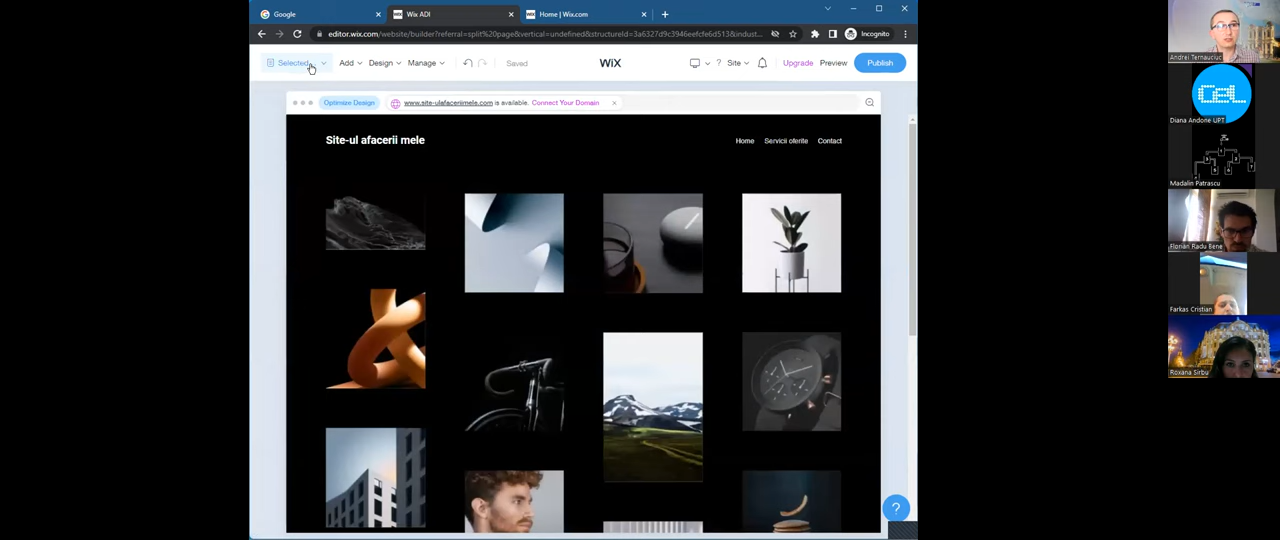 Google
Wix ADI
Home | Wix.com
editor.wix.com/website/builder?referral=split%20page&vertical=undefined&structureId=3a6327d9c3946eefcfe6d513&indust...
Incognito
Selected...
Add
Design
Manage
Saved
WiX
Site
Upgrade
Preview
Publish
Optimize Design
www.site-ulafaceriimele.com is available. Connect Your Domain
Site-ul afacerii mele
Home
Servicii oferite
Contact
Andrei Ternauciuc
Diana Andone-UPT
Madalin Patrascu
Florian Radu Bene
Farkas Cristian
Roxana Sirbu